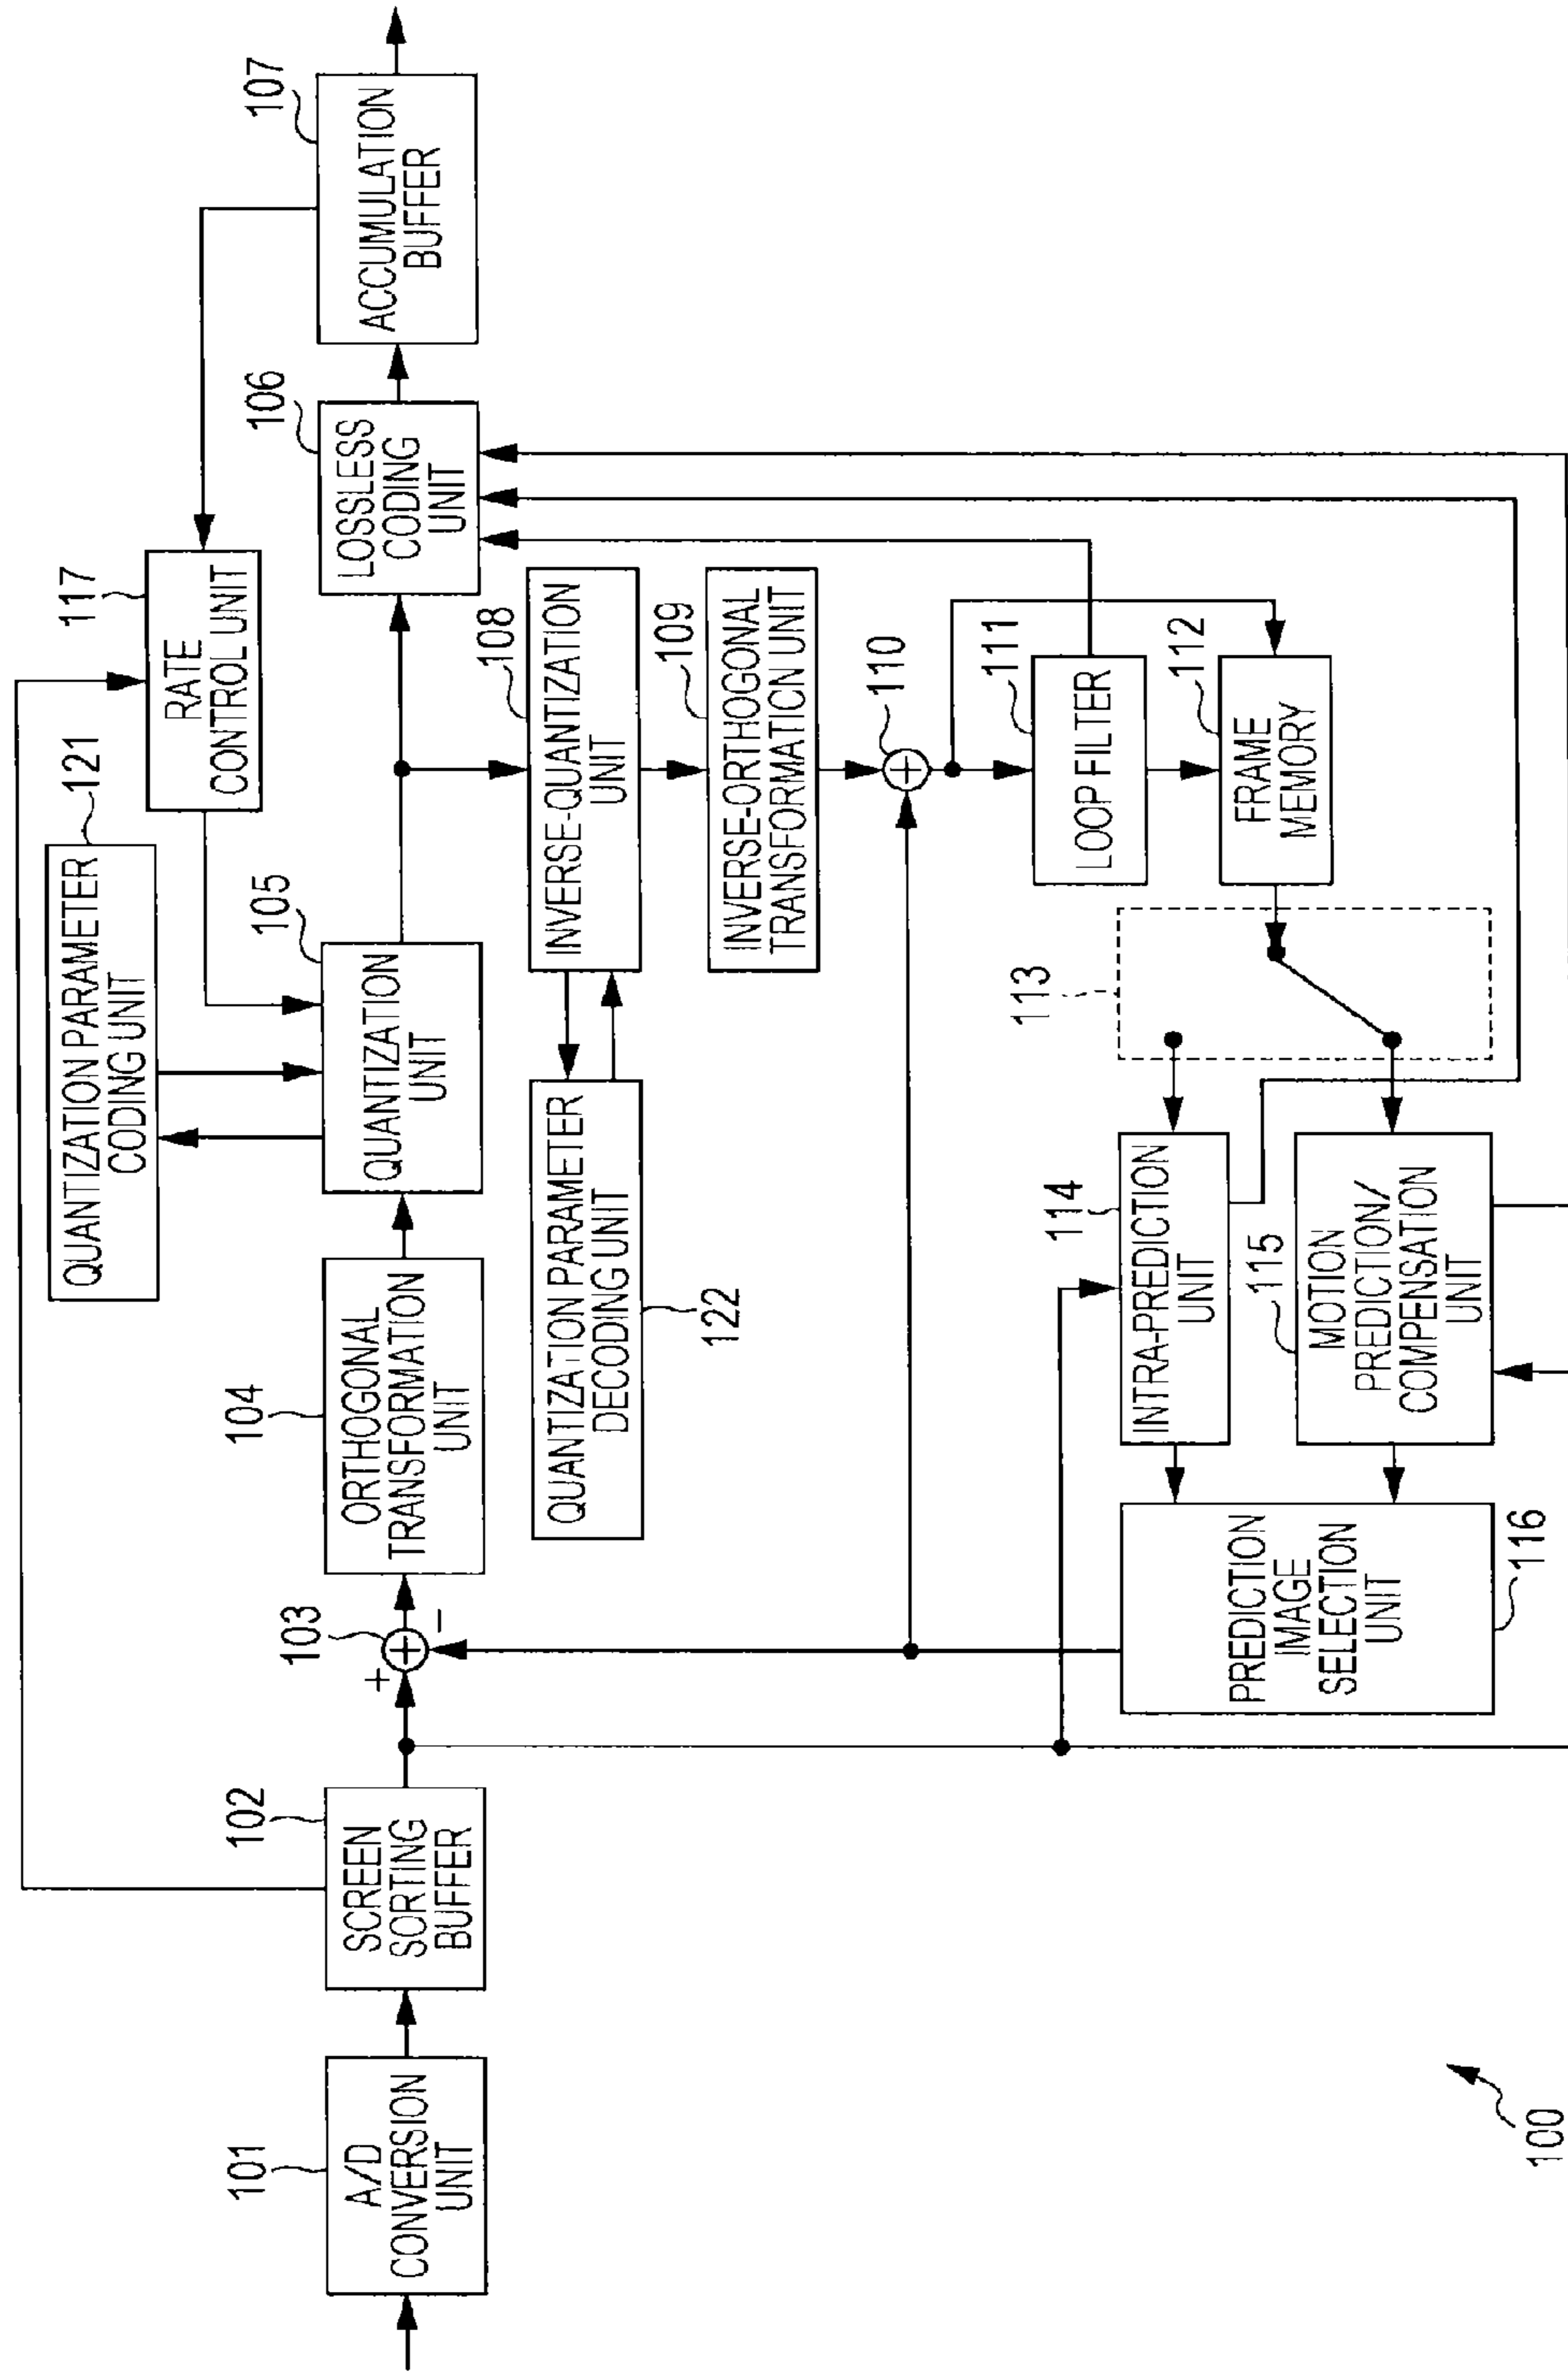 101
A/D
CONVERSION
UNIT
102
SCREEN
SORTING
BUFFER
103
+
−
104
ORTHOGONAL
TRANSFORMATION
UNIT
105
QUANTIZATION
UNIT
121
QUANTIZATION PARAMETER
CODING UNIT
117
RATE
CONTROL UNIT
106
LOSSLESS
CODING
UNIT
107
ACCUMULATION
BUFFER
108
INVERSE-QUANTIZATION
UNIT
QUANTIZATION PARAMETER
DECODING UNIT
122
109
INVERSE-ORTHOGONAL
TRANSFORMATICN UNIT
110
+
111
LOOP FILTER
112
FRAME
MEMORY
113
114
INTRA-PREDICTION
UNIT
115
MOTION
PREDICTION/
COMPENSATION
UNIT
PREDICTION
IMAGE
SELECTION
UNIT
116
100